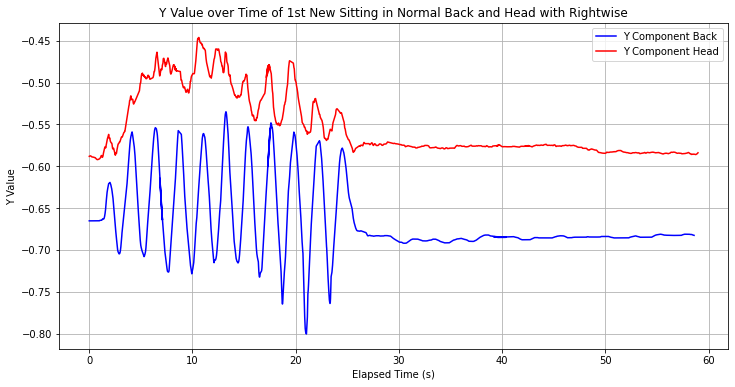 Y Value over Time of 1st New Sitting in Normal Back and Head with Rightwise
Y Component Back
Y Component Head
−0.45
−0.50
−0.55
−0.60
−0.65
−0.70
−0.75
−0.80
Y Value
0 10 20 30 40 50 60
Elapsed Time (s)